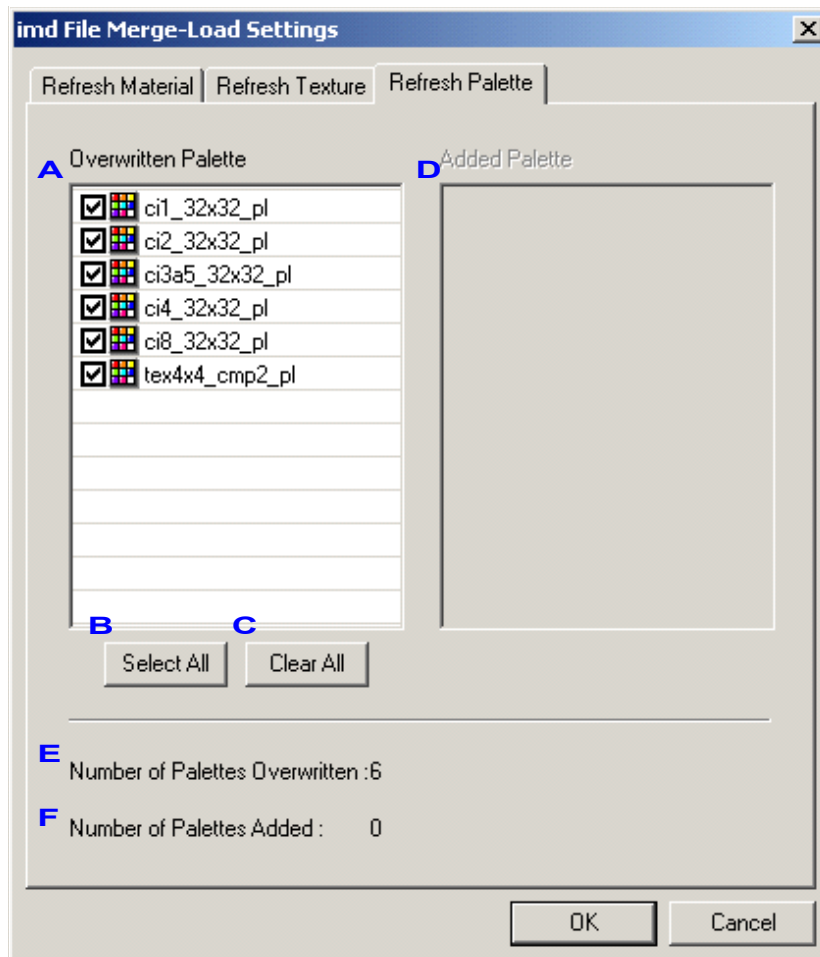 imd File Merge-Load Settings
Refresh Material Refresh Texture Refresh Palette
A Overwritten Palette
D Added Palette
ci1_32x32_pl
ci2_32x32_pl
ci3a5_32x32_pl
ci4_32x32_pl
ci8_32x32_pl
tex4x4_cmp2_pl
B C
Select All Clear All
E
Number of Palettes Overwritten :6
F
Number of Palettes Added : 0
OK Cancel